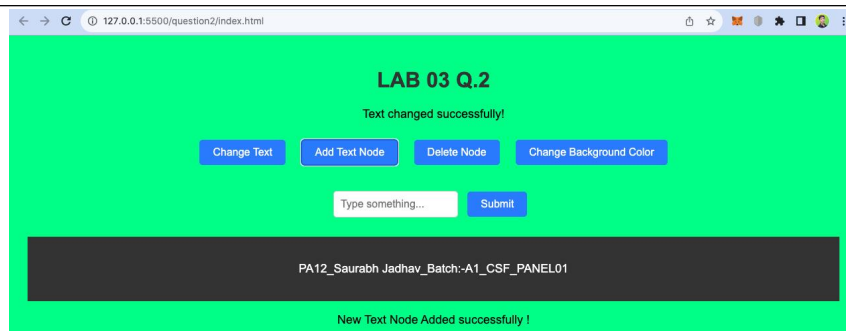 127.0.0.1:5500/question2/index.html
LAB 03 Q.2
Text changed successfully!
Change Text Add Text Node Delete Node Change Background Color
Type something... Submit
PA12_Saurabh Jadhav_Batch:-A1_CSF_PANEL01
New Text Node Added successfully !